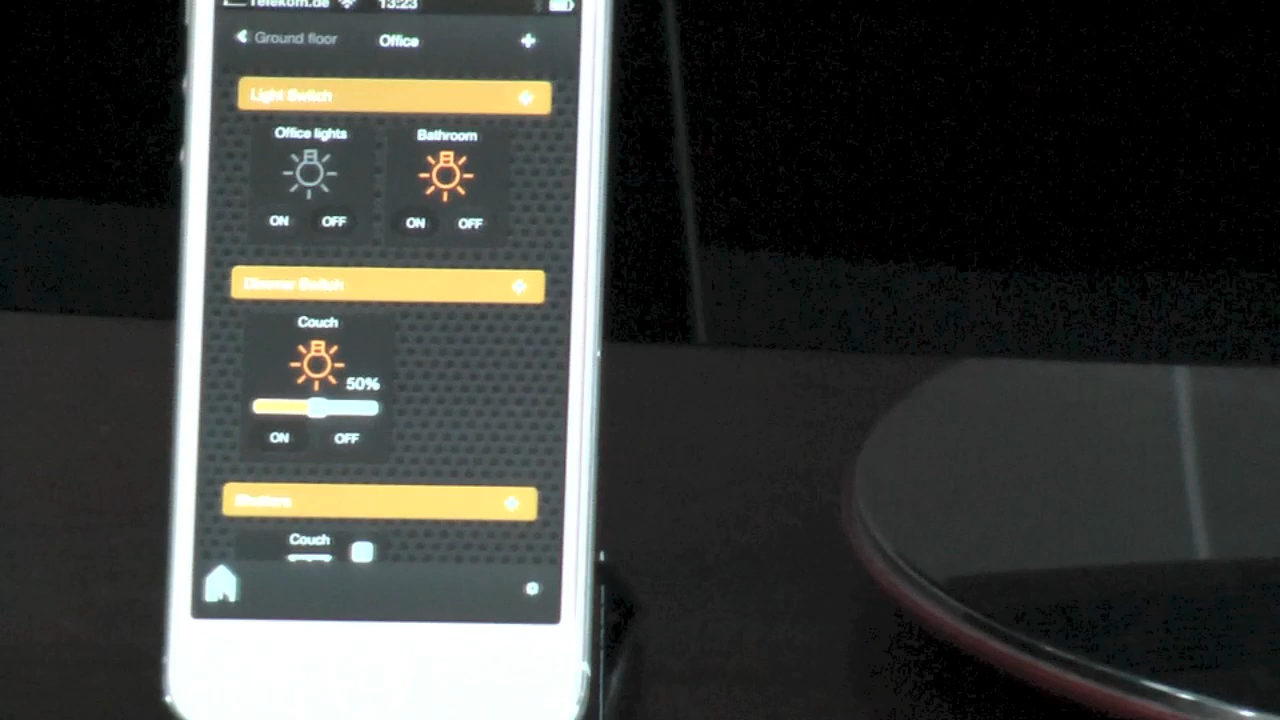 Telekom.de 13:23
Ground floor Office
Light Switch
Office lights Bathroom
ON OFF ON OFF
Dimmer Switch
Couch
50%
ON OFF
Shutters
Couch